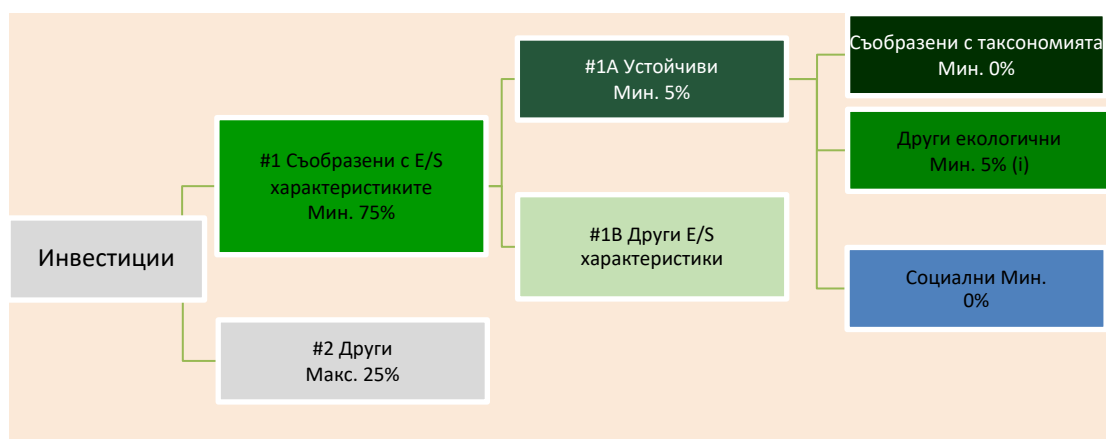 Инвестиции
#1 Съобразени с E/S
характеристиките
Мин. 75%
#2 Други
Макс. 25%
#1A Устойчиви
Мин. 5%
#1B Други E/S
характеристики
Съобразени с таксономията
Мин. 0%
Други екологични
Мин. 5% (i)
Социални Мин.
0%